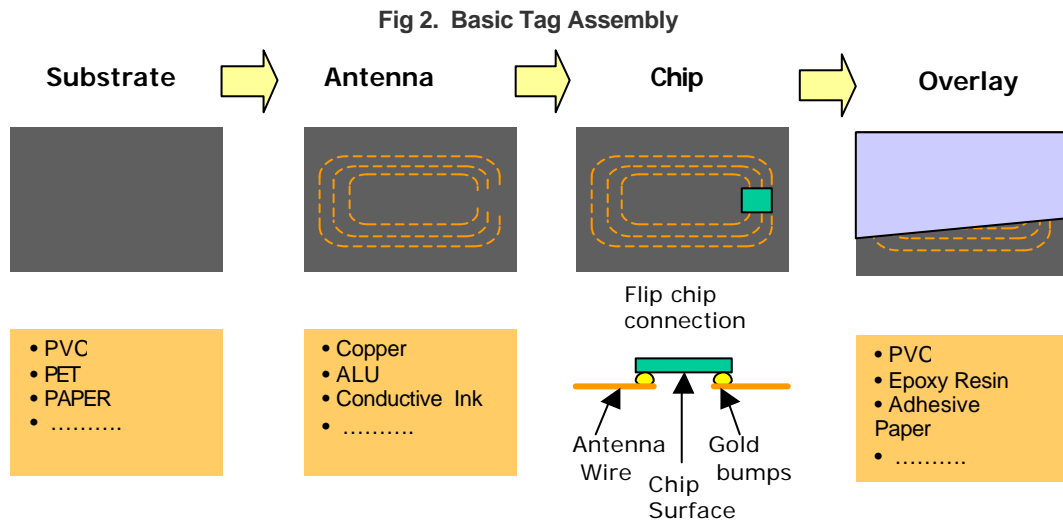 Fig 2. Basic Tag Assembly
Substrate
Antenna
Chip
Overlay
• PVC
• PET
• PAPER
• ..........
• Copper
• ALU
• Conductive Ink
• ..........
Flip chip
connection
Antenna
Wire
Chip
Surface
Gold
bumps
• PVC
• Epoxy Resin
• Adhesive
Paper
• ..........